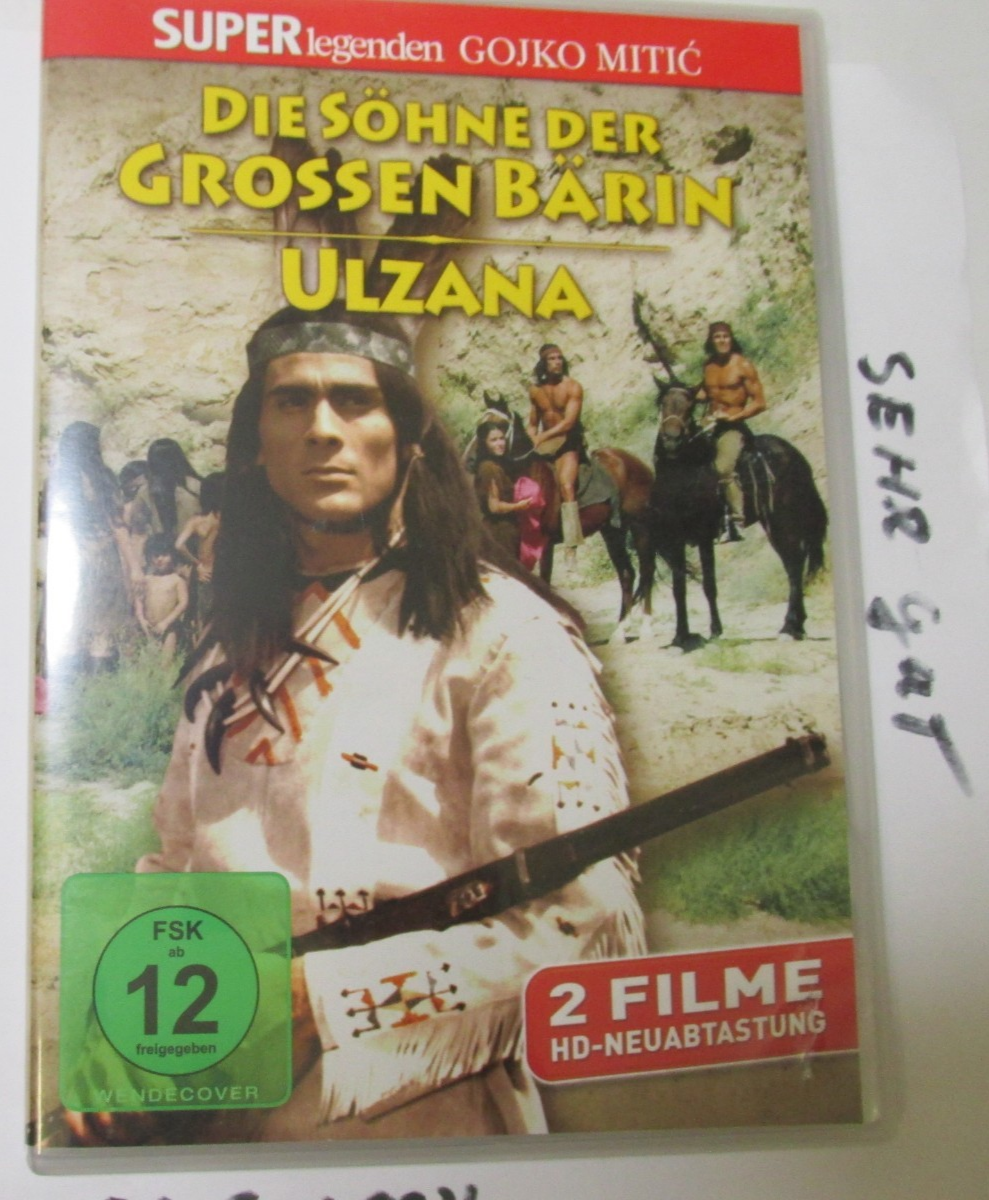 SUPER legenden GOJKO MITIĆ
DIE SÖHNE DER
GROSSEN BÄRIN
ULZANA
FSK
ab
12
freigegeben
WENDECOVER
2 FILME
HD-NEUABTASTUNG
SEHR guT